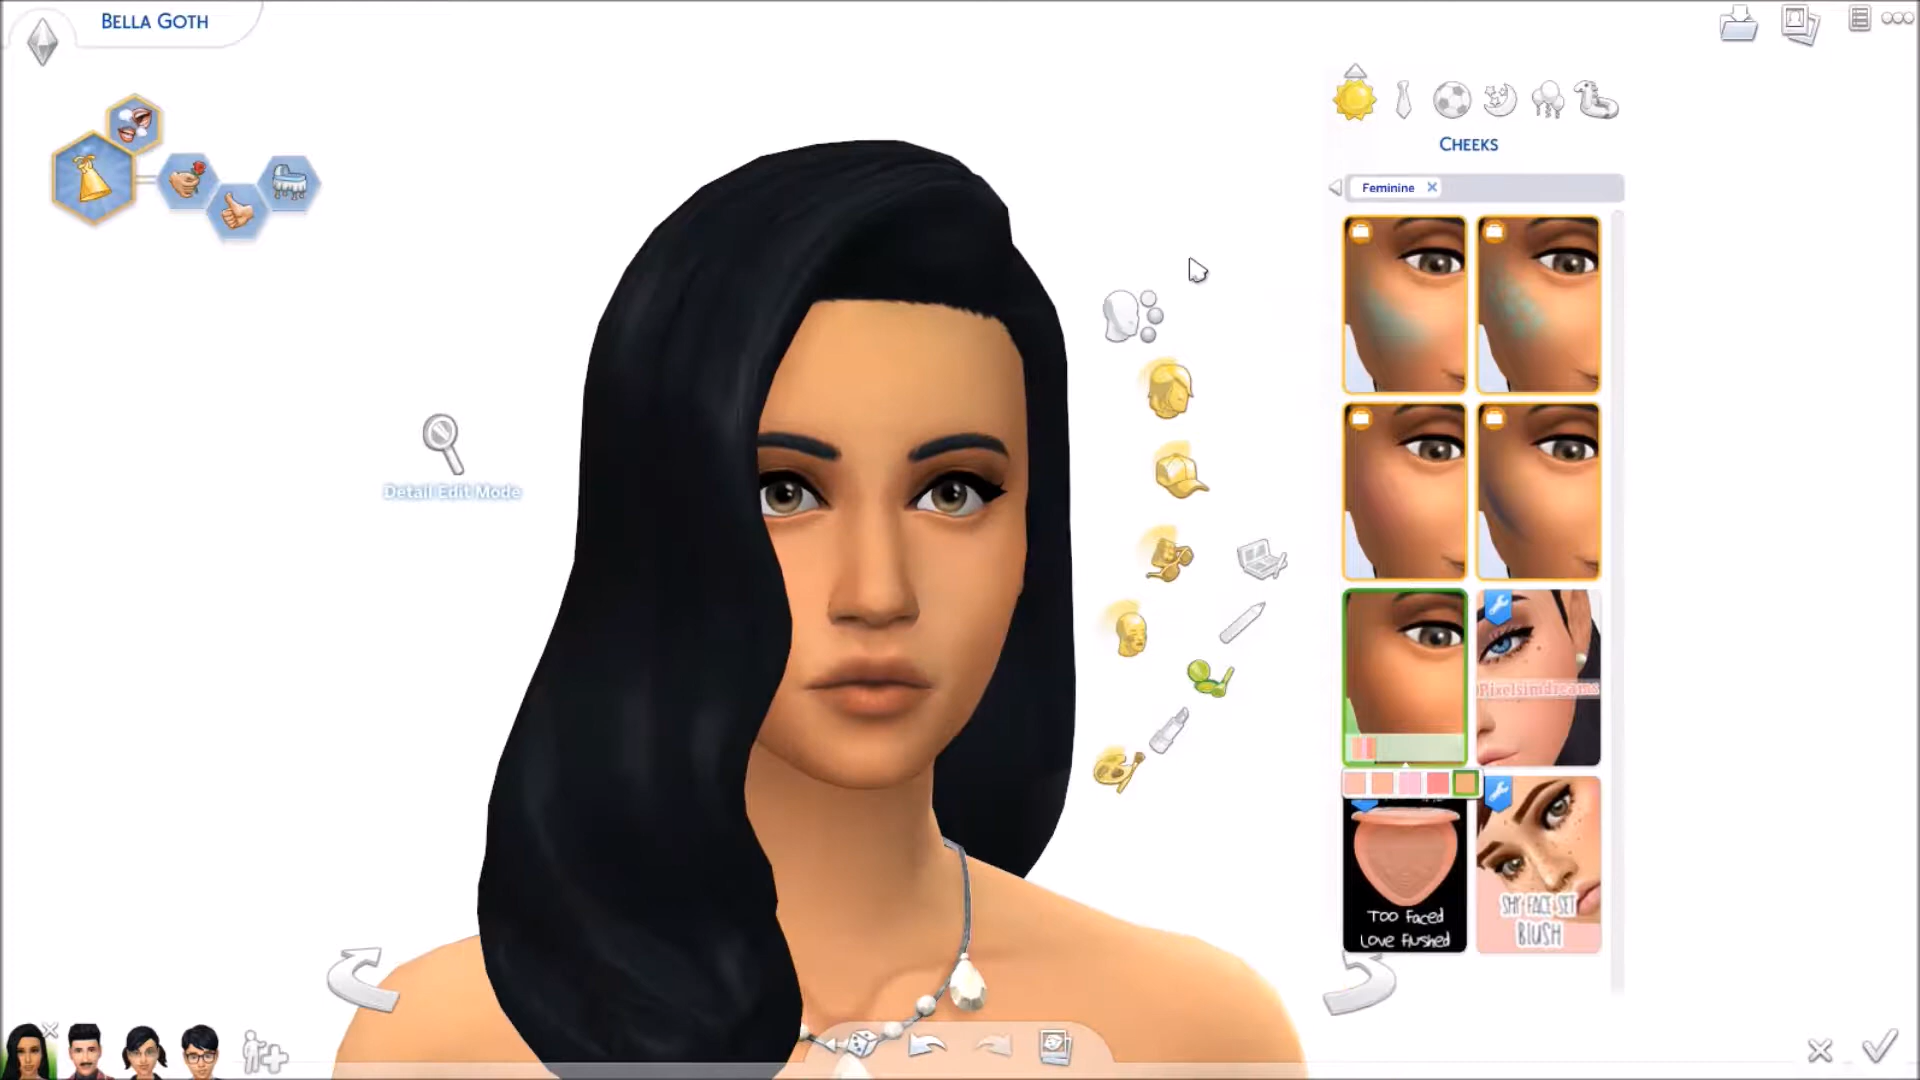 BELLA GOTH
CHEEKS
Feminine
Detail Edit Mode
Pixelsimdreams
TOO FACED
Love Flushed
SHY FACE SET
BLUSH